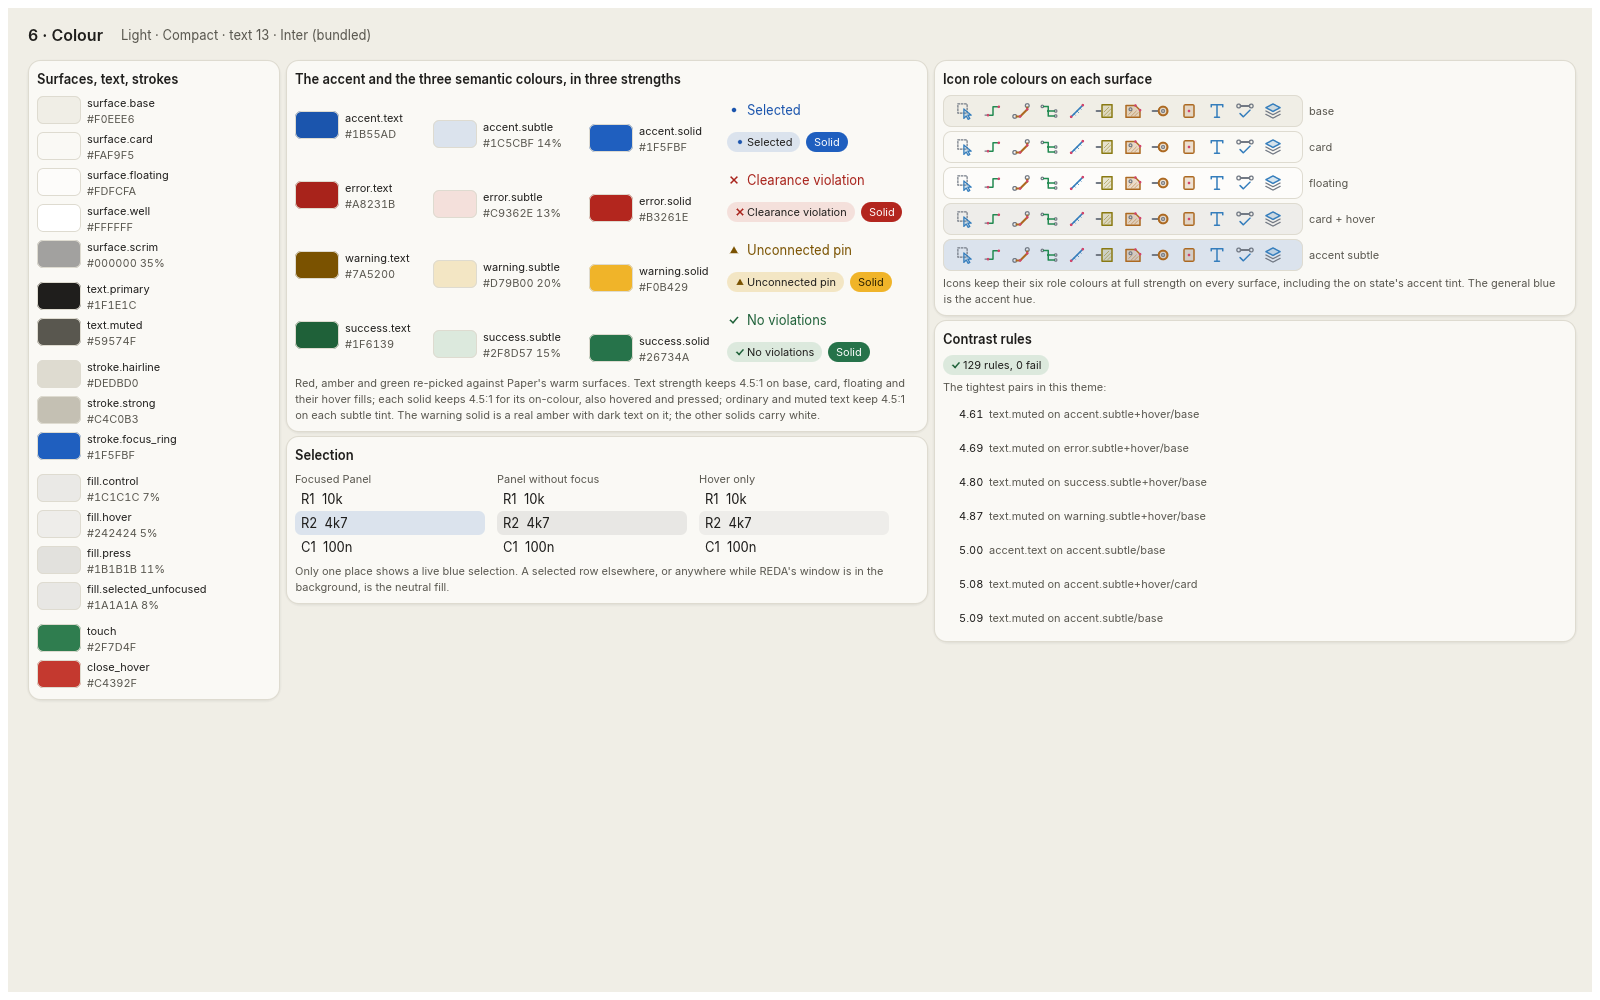 6 · Colour
Light · Compact · text 13 · Inter (bundled)
Surfaces, text, strokes
surface.base
#F0EEE6
surface.card
#FAF9F5
surface.floating
#FDFCFA
surface.well
#FFFFFF
surface.scrim
#000000 35%
text.primary
#1F1E1C
text.muted
#59574F
stroke.hairline
#DEDBD0
stroke.strong
#C4C0B3
stroke.focus_ring
#1F5FBF
fill.control
#1C1C1C 7%
fill.hover
#242424 5%
fill.press
#1B1B1B 11%
fill.selected_unfocused
#1A1A1A 8%
touch
#2F7D4F
close_hover
#C4392F
The accent and the three semantic colours, in three strengths
accent.text
#1B55AD
accent.subtle
#1C5CBF 14%
accent.solid
#1F5FBF
Selected
Selected
Solid
error.text
#A8231B
error.subtle
#C9362E 13%
error.solid
#B3261E
Clearance violation
Clearance violation
Solid
warning.text
#7A5200
warning.subtle
#D79B00 20%
warning.solid
#F0B429
Unconnected pin
Unconnected pin
Solid
success.text
#1F6139
success.subtle
#2F8D57 15%
success.solid
#26734A
No violations
No violations
Solid
Red, amber and green re-picked against Paper's warm surfaces. Text strength keeps 4.5:1 on base, card, floating and
their hover fills; each solid keeps 4.5:1 for its on-colour, also hovered and pressed; ordinary and muted text keep 4.5:1
on each subtle tint. The warning solid is a real amber with dark text on it; the other solids carry white.
Selection
Focused Panel
R1 10k
R2 4k7
C1 100n
Panel without focus
R1 10k
R2 4k7
C1 100n
Hover only
R1 10k
R2 4k7
C1 100n
Only one place shows a live blue selection. A selected row elsewhere, or anywhere while REDA's window is in the
background, is the neutral fill.
Icon role colours on each surface
base
card
floating
card + hover
accent subtle
Icons keep their six role colours at full strength on every surface, including the on state's accent tint. The general blue
is the accent hue.
Contrast rules
129 rules, 0 fail
The tightest pairs in this theme:
4.61 text.muted on accent.subtle+hover/base
4.69 text.muted on error.subtle+hover/base
4.80 text.muted on success.subtle+hover/base
4.87 text.muted on warning.subtle+hover/base
5.00 accent.text on accent.subtle/base
5.08 text.muted on accent.subtle+hover/card
5.09 text.muted on accent.subtle/base